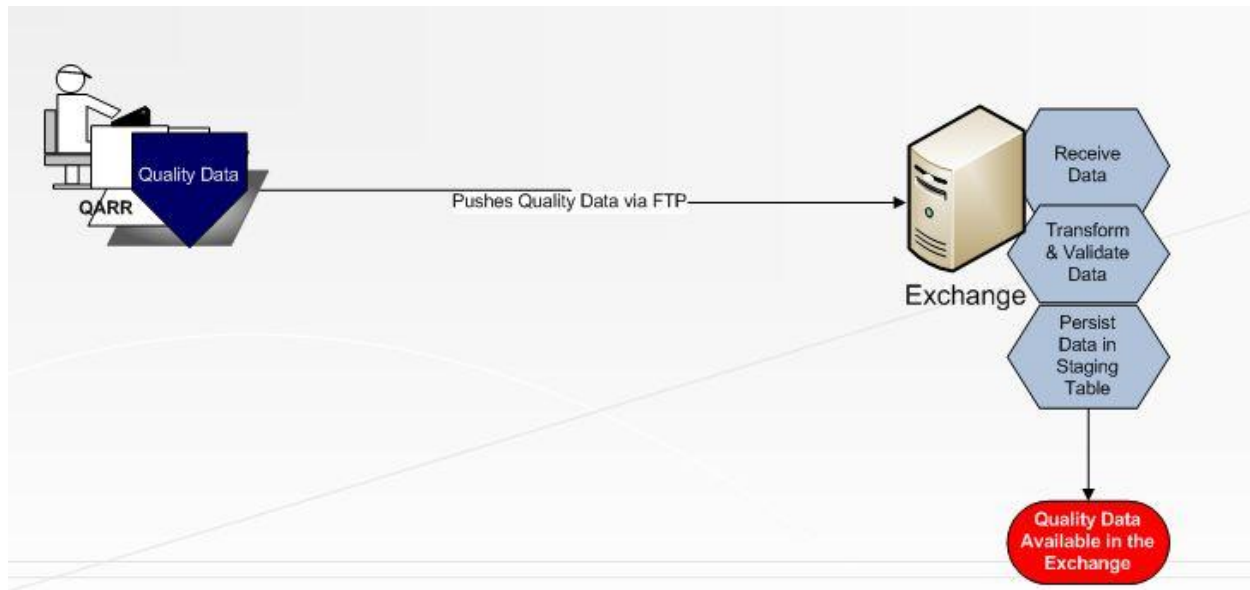 Quality Data
QARR
Pushes Quality Data via FTP
Exchange
Receive
Data
Transform
& Validate
Data
Persist
Data in
Staging
Table
Quality Data
Available in the
Exchange